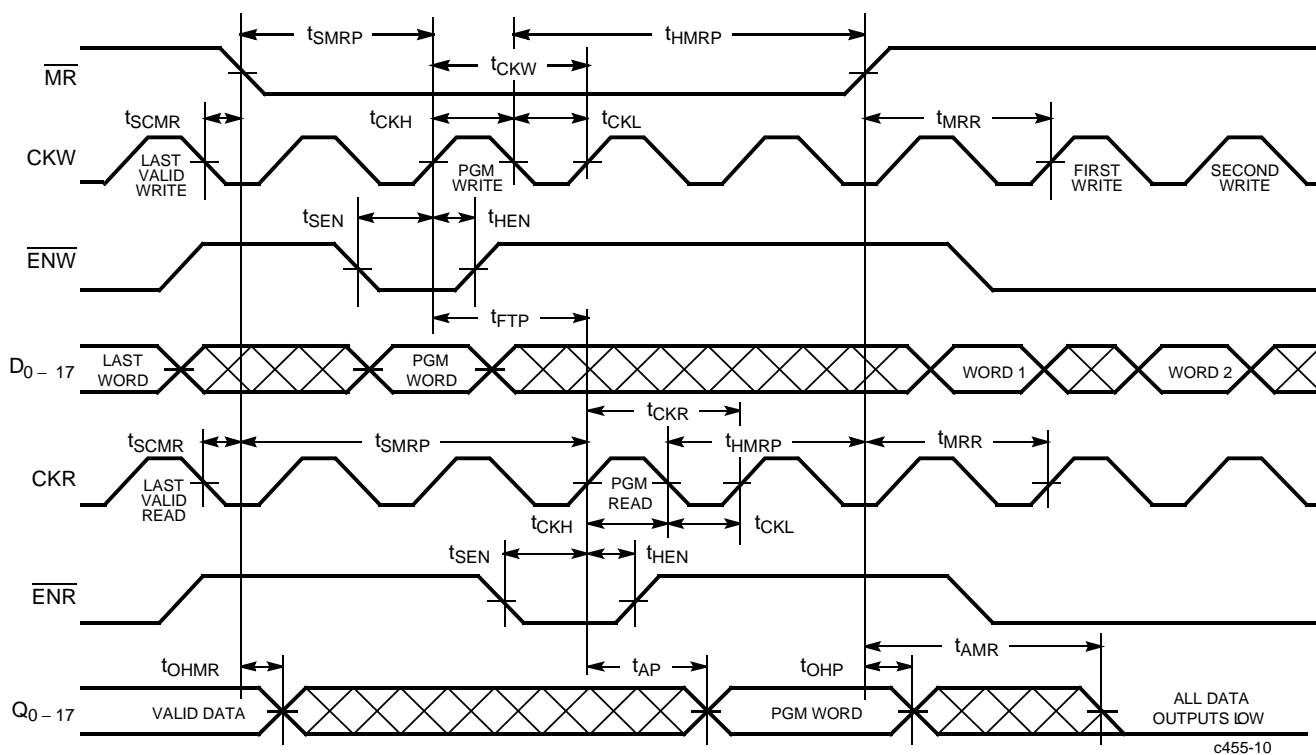 tSMRP
tHMRP
MR
tCKW
tSCMR
tCKH
tCKL
tMRR
CKW
LAST
VALID
WRITE
PGM
WRITE
FIRST
WRITE
SECOND
WRITE
tSEN
tHEN
ENW
tFTP
D0 – 17
LAST
WORD
PGM
WORD
WORD 1
WORD 2
tCKR
tSCMR
tSMRP
tHMRP
tMRR
CKR
LAST
VALID
READ
PGM
READ
tCKH
tCKL
tSEN
tHEN
ENR
tAMR
tOHMR
tAP
tOHP
Q0 – 17
VALID DATA
PGM WORD
ALL DATA
OUTPUTS LOW
c455-10